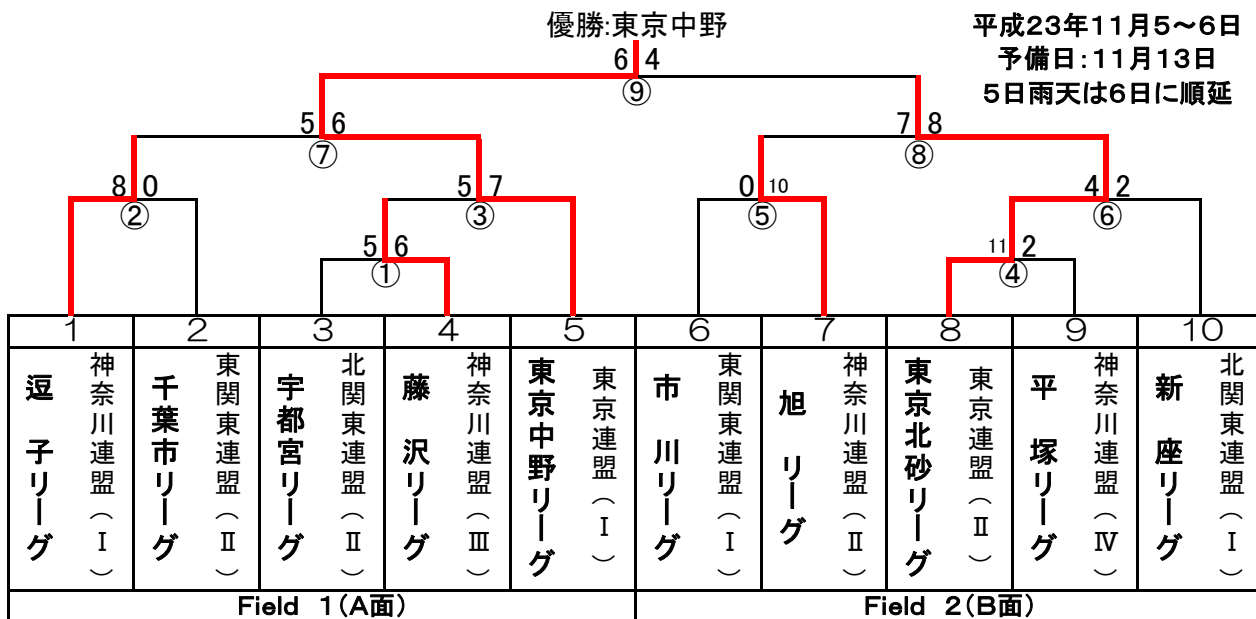 優勝:東京中野
平成23年11月5~6日
予備日:11月13日
5日雨天は6日に順延
6 4
⑨
5 6
⑦
7 8
⑧
8 0
②
5 7
③
0 10
⑤
4 2
⑥
5 6
①
11 2
④
1 2 3 4 5 6 7 8 9 10
逗子リーグ
神奈川連盟(Ⅰ)
千葉市リーグ
東関東連盟(Ⅱ)
宇都宮リーグ
北関東連盟(Ⅱ)
藤沢リーグ
神奈川連盟(Ⅲ)
東京中野リーグ
東京連盟(Ⅰ)
市川リーグ
東関東連盟(Ⅰ)
旭リーグ
神奈川連盟(Ⅱ)
東京北砂リーグ
東京連盟(Ⅱ)
平塚リーグ
神奈川連盟(Ⅳ)
新座リーグ
北関東連盟(Ⅰ)
Field 1(A面)
Field 2(B面)